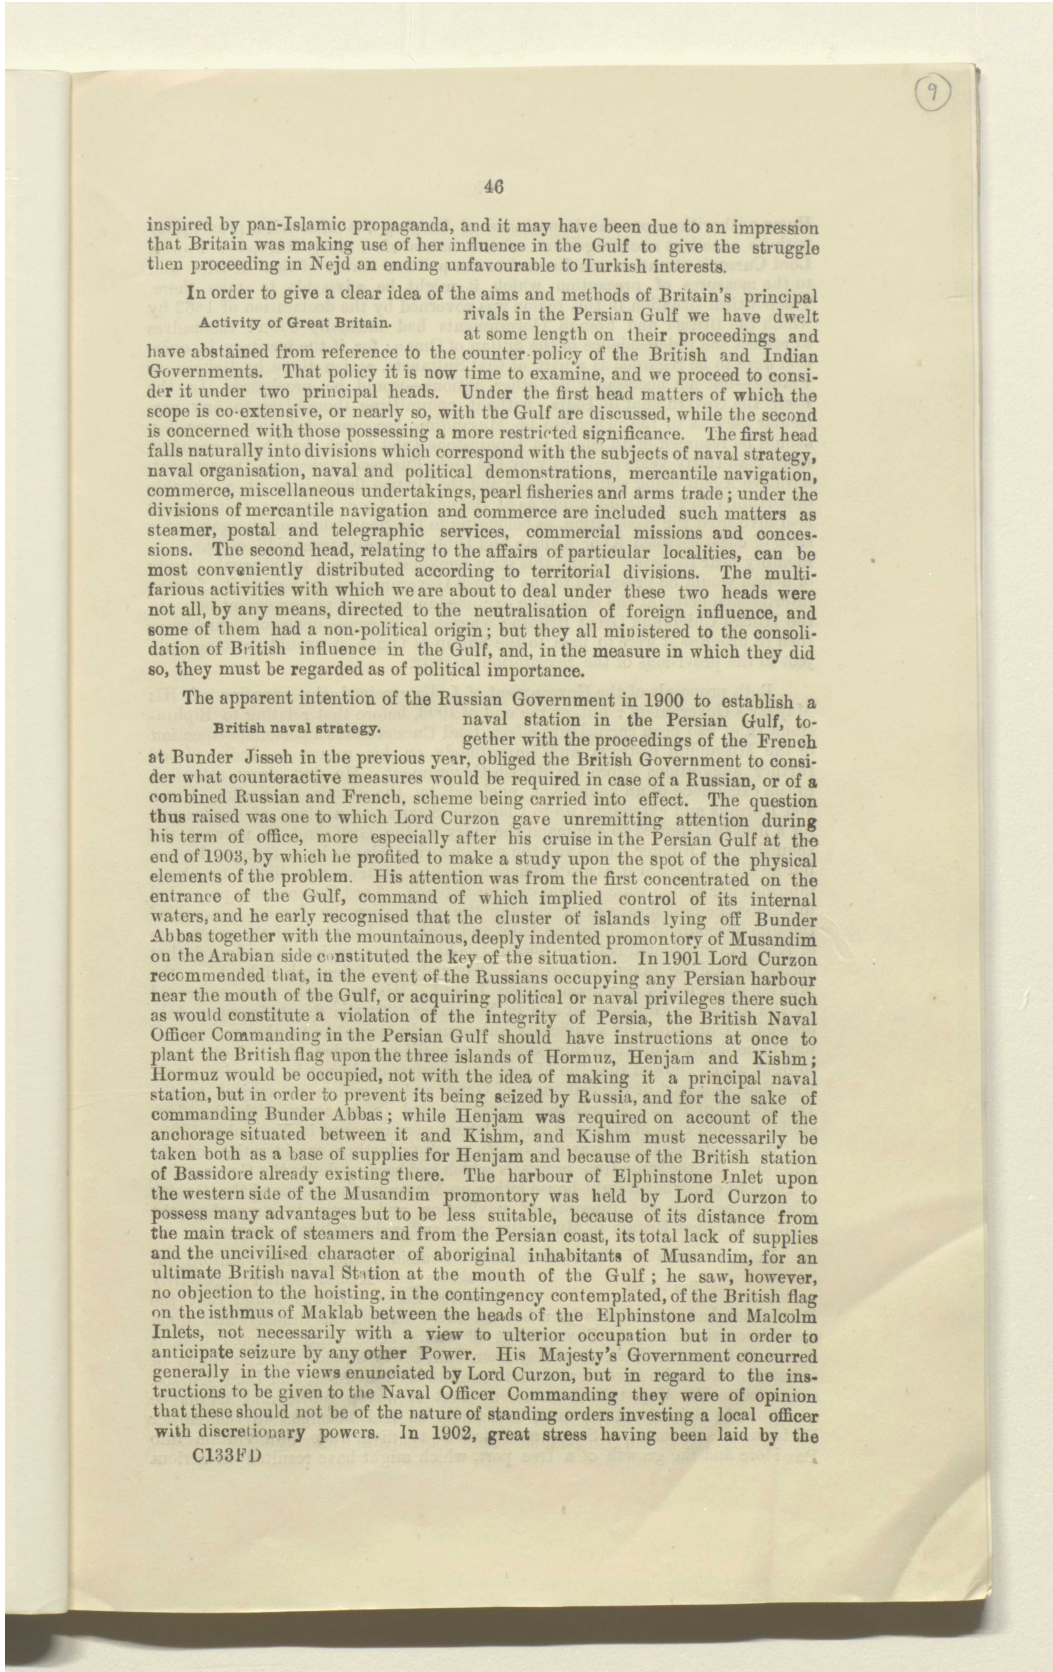 9
46
inspired by pan-Islamic propaganda, and it may have been due to an impression
that Britain was making use of her influence in the Gulf to give the struggle
then proceeding in Nejd an ending unfavourable to Turkish interests.
In order to give a clear idea of the aims and methods of Britain's principal
Activity of Great Britain.
rivals in the Persian Gulf we have dwelt
at some length on their proceedings and
have abstained from reference to the counter-policy of the British and Indian
Governments. That policy it is now time to examine, and we proceed to consi-
der it under two principal heads. Under the first head matters of which the
scope is co-extensive, or nearly so, with the Gulf are discussed, while the second
is concerned with those possessing a more restricted significance. The first head
falls naturally into divisions which correspond with the subjects of naval strategy,
naval organisation, naval and political demonstrations, mercantile navigation,
commerce, miscellaneous undertakings, pearl fisheries and arms trade; under the
divisions of mercantile navigation and commerce are included such matters as
steamer, postal and telegraphic services, commercial missions and conces-
sions. The second head, relating to the affairs of particular localities, can be
most conveniently distributed according to territorial divisions. The multi-
farious activities with which we are about to deal under these two heads were
not all, by any means, directed to the neutralisation of foreign influence, and
some of them had a non-political origin; but they all ministered to the consoli-
dation of British influence in the Gulf, and, in the measure in which they did
so, they must be regarded as of political importance.
The apparent intention of the Russian Government in 1900 to establish a
British naval strategy.
naval station in the Persian Gulf, to-
gether with the proceedings of the French
at Bunder Jisseh in the previous year, obliged the British Government to consi-
der what counteractive measures would be required in case of a Russian, or of a
combined Russian and French, scheme being carried into effect. The question
thus raised was one to which Lord Curzon gave unremitting attention during
his term of office, more especially after his cruise in the Persian Gulf at the
end of 1903, by which he profited to make a study upon the spot of the physical
elements of the problem. His attention was from the first concentrated on the
entrance of the Gulf, command of which implied control of its internal
waters, and he early recognised that the cluster of islands lying off Bunder
Abbas together with the mountainous, deeply indented promontory of Musandim
on the Arabian side constituted the key of the situation. In 1901 Lord Curzon
recommended that, in the event of the Russians occupying any Persian harbour
near the mouth of the Gulf, or acquiring political or naval privileges there such
as would constitute a violation of the integrity of Persia, the British Naval
Officer Commanding in the Persian Gulf should have instructions at once to
plant the British flag upon the three islands of Hormuz, Henjam and Kishm;
Hormuz would be occupied, not with the idea of making it a principal naval
station, but in order to prevent its being seized by Russia, and for the sake of
commanding Bunder Abbas; while Henjam was required on account of the
anchorage situated between it and Kishm, and Kishm must necessarily be
taken both as a base of supplies for Henjam and because of the British station
of Bassidore already existing there. The harbour of Elphinstone Inlet upon
the western side of the Musandim promontory was held by Lord Curzon to
possess many advantages but to be less suitable, because of its distance from
the main track of steamers and from the Persian coast, its total lack of supplies
and the uncivilised character of aboriginal inhabitants of Musandim, for an
ultimate British naval Station at the mouth of the Gulf; he saw, however,
no objection to the hoisting, in the contingency contemplated, of the British flag
on the isthmus of Maklab between the heads of the Elphinstone and Malcolm
Inlets, not necessarily with a view to ulterior occupation but in order to
anticipate seizure by any other Power. His Majesty's Government concurred
generally in the views enunciated by Lord Curzon, but in regard to the ins-
tructions to be given to the Naval Officer Commanding they were of opinion
that these should not be of the nature of standing orders investing a local officer
with discretionary powers. In 1902, great stress having been laid by the
C133FD